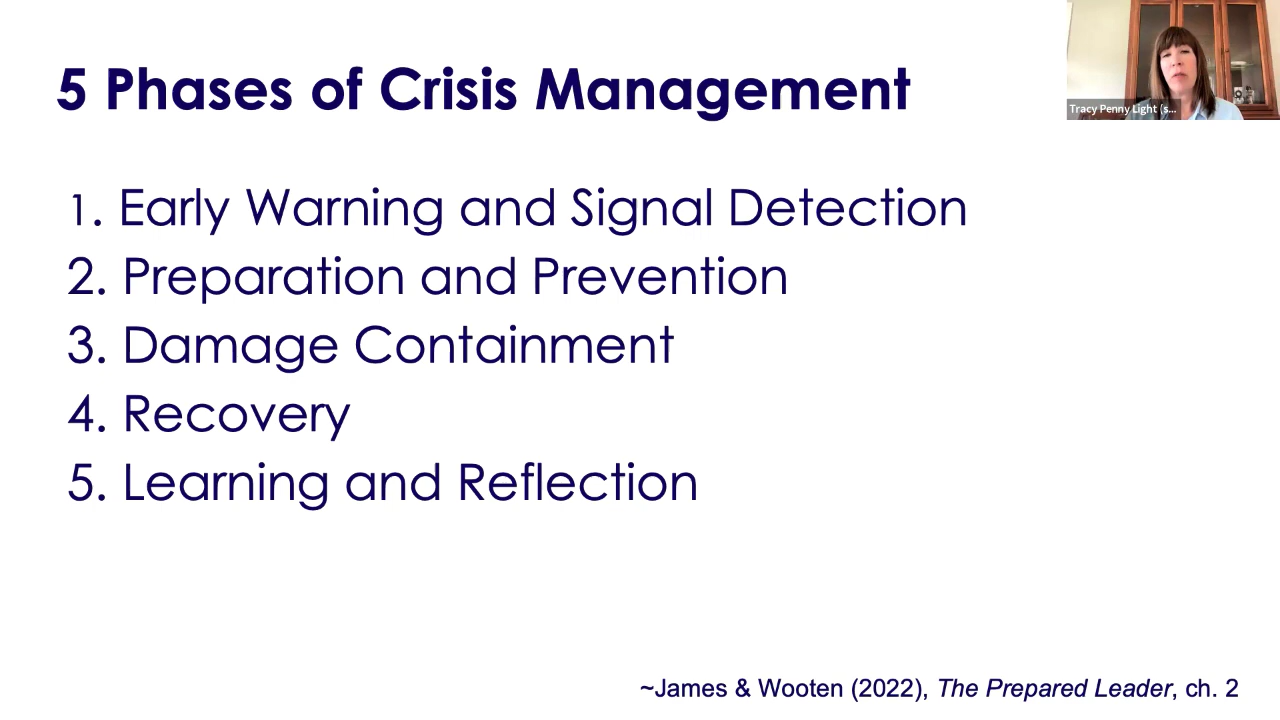 5 Phases of Crisis Management
Tracy Penny Light (s...
1. Early Warning and Signal Detection
2. Preparation and Prevention
3. Damage Containment
4. Recovery
5. Learning and Reflection
~James & Wooten (2022), The Prepared Leader, ch. 2